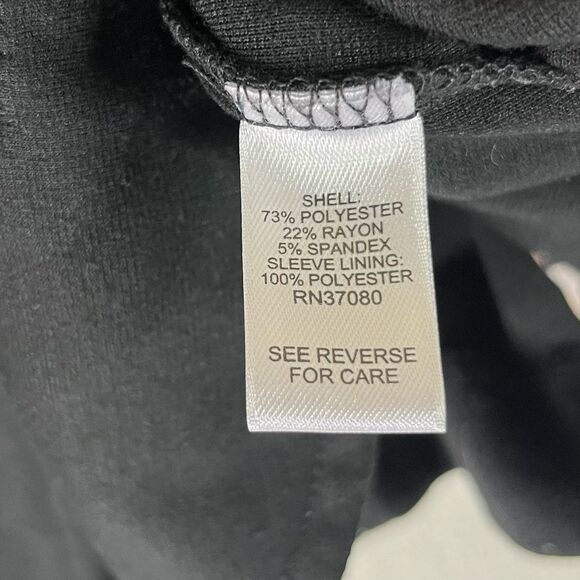 SHELL:
73% POLYESTER
22% RAYON
5% SPANDEX
SLEEVE LINING:
100% POLYESTER
RN37080
SEE REVERSE
FOR CARE